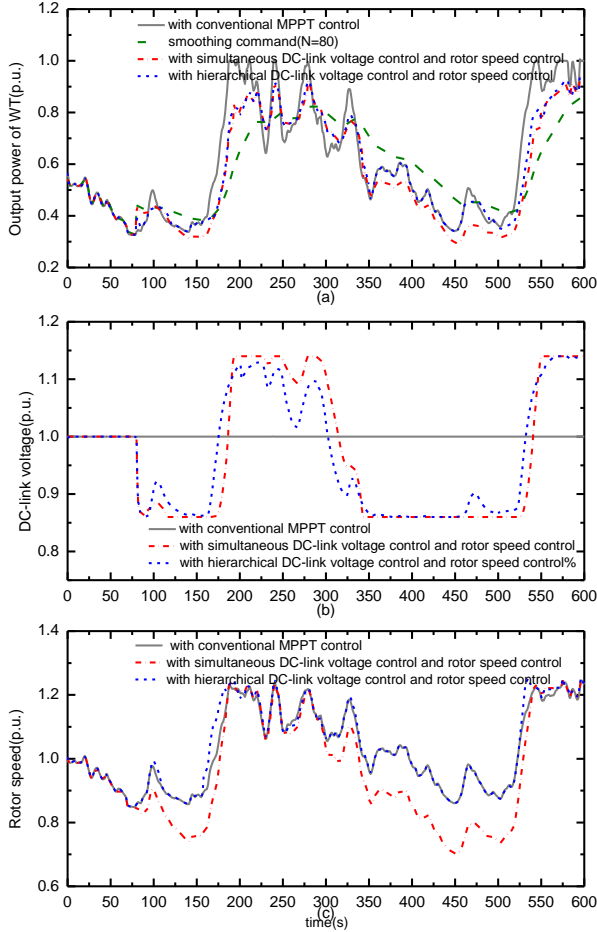 with conventional MPPT control
smoothing command(N=80)
with simultaneous DC-link voltage control and rotor speed control
with hierarchical DC-link voltage control and rotor speed control
Output power of WT(p.u.)
1.2
1.0
0.8
0.6
0.4
0.2
0 50 100 150 200 250 300 350 400 450 500 550 600
(a)
DC-link voltage(p.u.)
1.2
1.1
1.0
0.9
0.8
with conventional MPPT control
with simultaneous DC-link voltage control and rotor speed control
with hierarchical DC-link voltage control and rotor speed control%
0 50 100 150 200 250 300 350 400 450 500 550 600
(b)
Rotor speed(p.u.)
1.4
1.2
1.0
0.8
0.6
with conventional MPPT control
with simultaneous DC-link voltage control and rotor speed control
with hierarchical DC-link voltage control and rotor speed control
0 50 100 150 200 250 300 350 400 450 500 550 600
(c)
time(s)